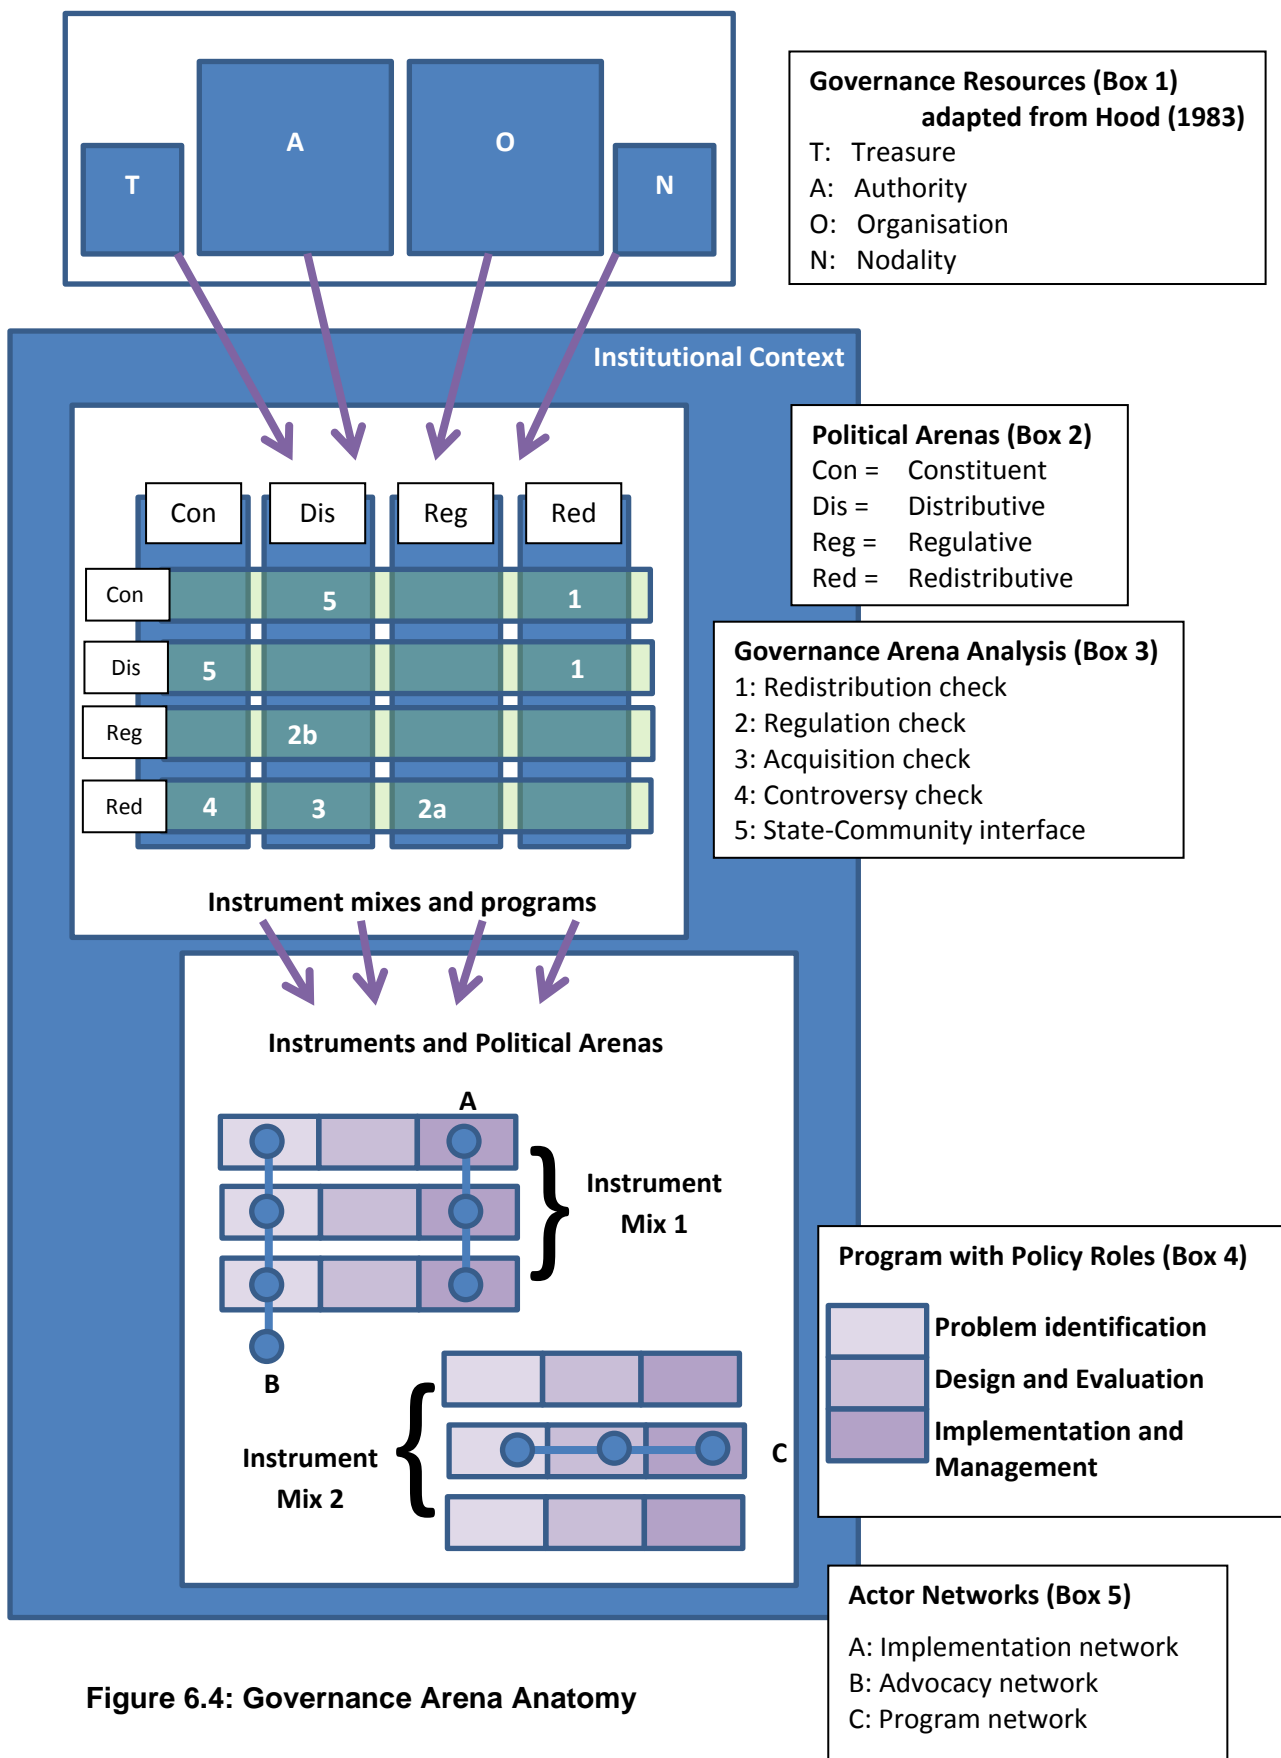 T
A
O
N
Governance Resources (Box 1)
adapted from Hood (1983)
T: Treasure
A: Authority
O: Organisation
N: Nodality
Institutional Context
Con Dis Reg Red
Con 5 1
Dis 5 1
Reg 2b
Red 4 3 2a
Political Arenas (Box 2)
Con = Constituent
Dis = Distributive
Reg = Regulative
Red = Redistributive
Governance Arena Analysis (Box 3)
1: Redistribution check
2: Regulation check
3: Acquisition check
4: Controversy check
5: State-Community interface
Instrument mixes and programs
Instruments and Political Arenas
A
}
Instrument
Mix 1
B
Instrument
Mix 2
{
C
Program with Policy Roles (Box 4)
Problem identification
Design and Evaluation
Implementation and
Management
Actor Networks (Box 5)
A: Implementation network
B: Advocacy network
C: Program network
Figure 6.4: Governance Arena Anatomy